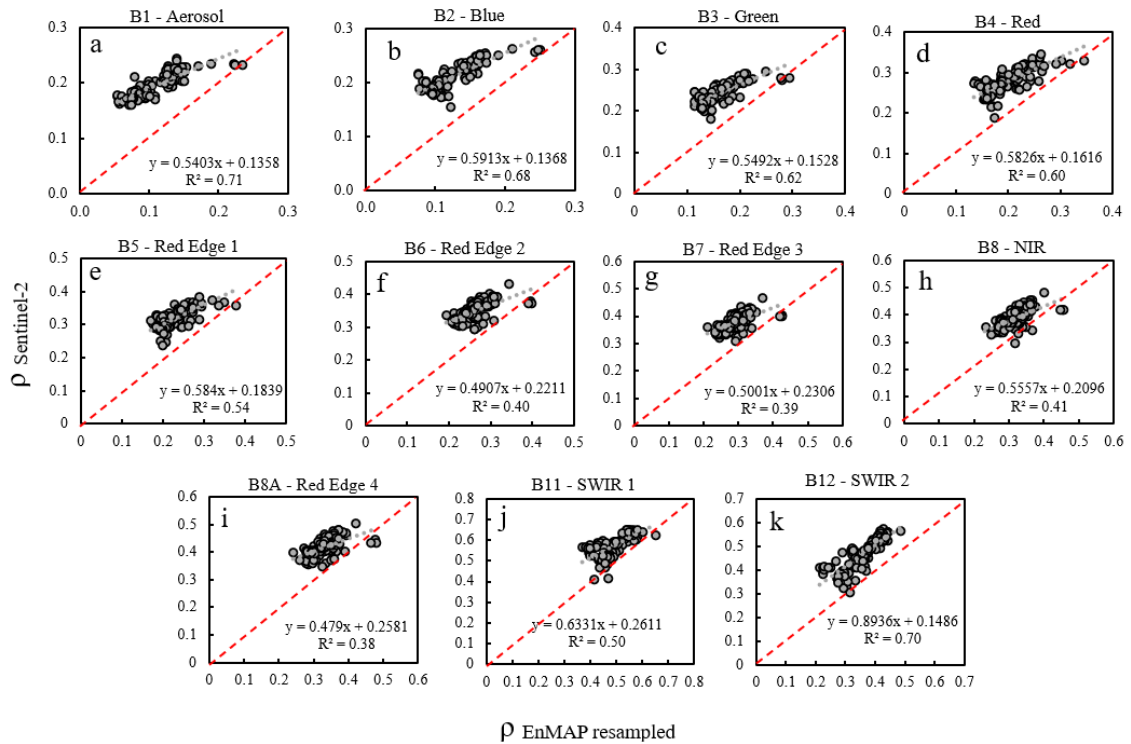 B1 - Aerosol
B2 - Blue
B3 - Green
B4 - Red
a
b
c
d
0.3
0.2
0.1
0.0
0.0 0.1 0.2 0.3
y = 0.5403x + 0.1358
R² = 0.71
0.3
0.2
0.1
0.0
0.0 0.1 0.2 0.3
y = 0.5913x + 0.1368
R² = 0.68
0.4
0.3
0.2
0.1
0
0 0.1 0.2 0.3 0.4
y = 0.5492x + 0.1528
R² = 0.62
0.4
0.3
0.2
0.1
0
0 0.1 0.2 0.3 0.4
y = 0.5826x + 0.1616
R² = 0.60
B5 - Red Edge 1
B6 - Red Edge 2
B7 - Red Edge 3
B8 - NIR
e
f
g
h
0.5
0.4
0.3
0.2
0.1
0
0 0.1 0.2 0.3 0.4 0.5
y = 0.584x + 0.1839
R² = 0.54
0.5
0.4
0.3
0.2
0.1
0
0 0.1 0.2 0.3 0.4 0.5
y = 0.4907x + 0.2211
R² = 0.40
0.6
0.5
0.4
0.3
0.2
0.1
0
0 0.1 0.2 0.3 0.4 0.5 0.6
y = 0.5001x + 0.2306
R² = 0.39
0.6
0.5
0.4
0.3
0.2
0.1
0
0 0.1 0.2 0.3 0.4 0.5 0.6
y = 0.5557x + 0.2096
R² = 0.41
ρ Sentinel-2
B8A - Red Edge 4
B11 - SWIR 1
B12 - SWIR 2
i
j
k
0.6
0.5
0.4
0.3
0.2
0.1
0
0 0.1 0.2 0.3 0.4 0.5 0.6
y = 0.479x + 0.2581
R² = 0.38
0.8
0.7
0.6
0.5
0.4
0.3
0.2
0.1
0
0 0.1 0.2 0.3 0.4 0.5 0.6 0.7 0.8
y = 0.6331x + 0.2611
R² = 0.50
0.7
0.6
0.5
0.4
0.3
0.2
0.1
0
0 0.1 0.2 0.3 0.4 0.5 0.6 0.7
y = 0.8936x + 0.1486
R² = 0.70
ρ EnMAP resampled